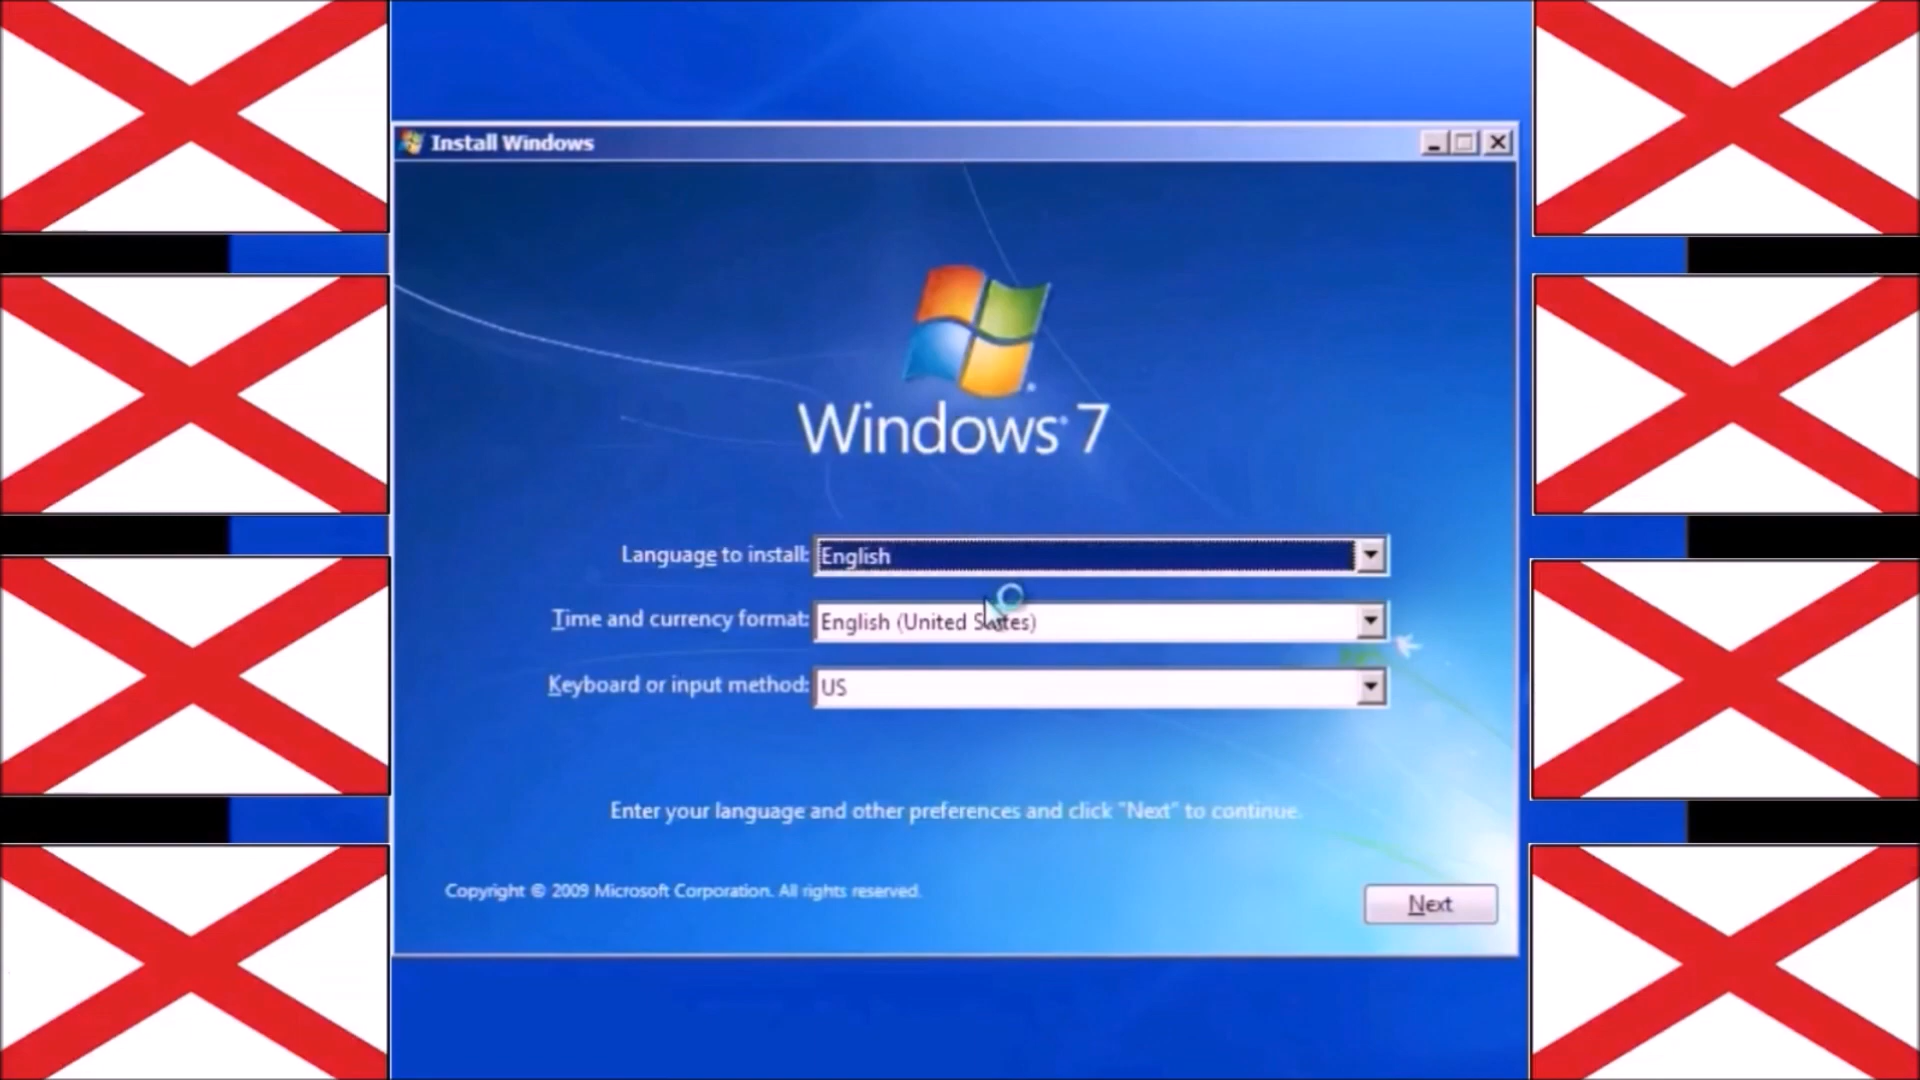 Install Windows
Windows® 7
Language to install: English
Time and currency format: English (United States)
Keyboard or input method: US
Enter your language and other preferences and click "Next" to continue.
Copyright © 2009 Microsoft Corporation. All rights reserved.
Next